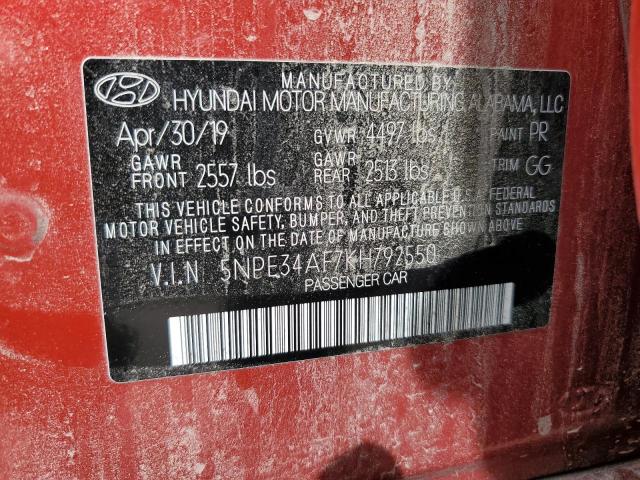 MANUFACTURED BY
HYUNDAI MOTOR MANUFACTURING ALABAMA, LLC
Apr/30/19 GVWR 4497 lbs PAINT PR
GAWR FRONT 2557 lbs GAWR REAR 2513 lbs TRIM GG
THIS VEHICLE CONFORMS TO ALL APPLICABLE U.S. FEDERAL
MOTOR VEHICLE SAFETY, BUMPER, AND THEFT PREVENTION STANDARDS
IN EFFECT ON THE DATE OF MANUFACTURE SHOWN ABOVE.
V.I.N 5NPE34AF7KH792550
PASSENGER CAR